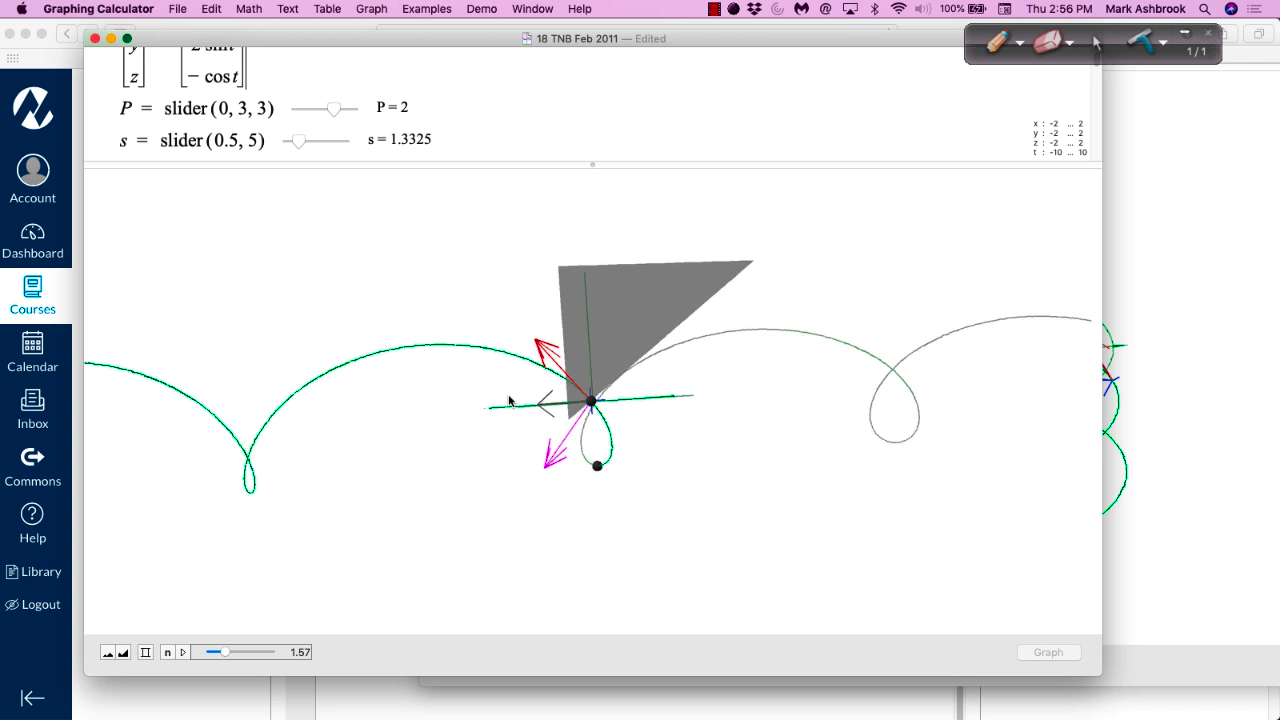 Graphing Calculator File Edit Math Text Table Graph Examples Demo Window Help 100% Thu 2:56 PM Mark Ashbrook
18 TNB Feb 2011 — Edited
1/1
y 2 sint
z − cost
P = slider (0, 3, 3) P = 2
s = slider (0.5, 5) s = 1.3325
x : -2 ... 2
y : -2 ... 2
z : -2 ... 2
t : -10 ... 10
Account
Dashboard
Courses
Calendar
Inbox
Commons
Help
Library
Logout
n 1.57 Graph